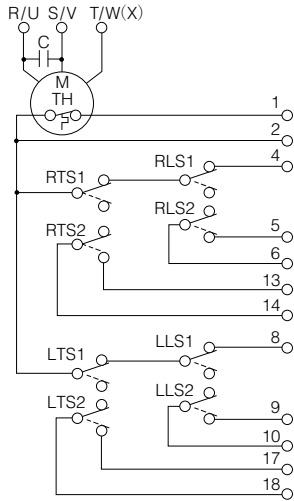 R/U S/V T/W(X)
C
M
TH
1
2
RLS1 4
RTS1
RLS2
RTS2 5
6
13
14
LLS1 8
LTS1
LLS2
LTS2 9
10
17
18